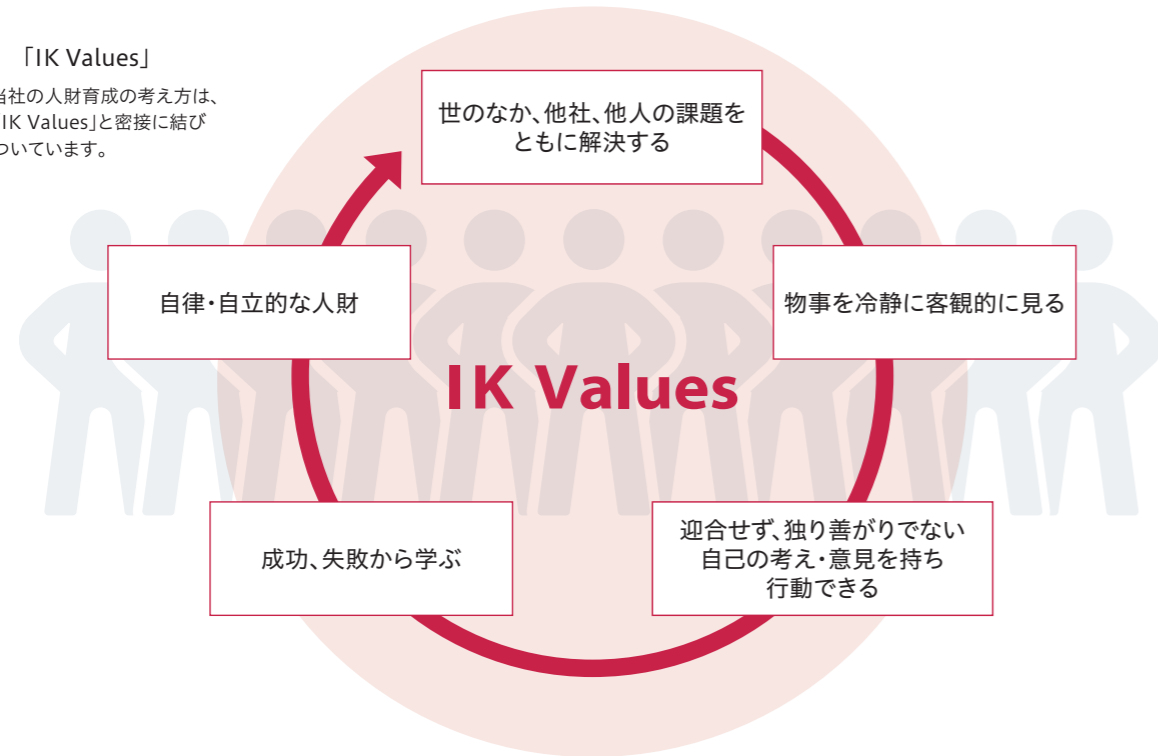 「IK Values」
当社の人財育成の考え方は、
IK Values」と密接に結び
ついています。
世のなか、他社、他人の課題を
ともに解決する
自律・自立的な人財
物事を冷静に客観的に見る
IK Values
成功、失敗から学ぶ
迎合せず、独り善がりでない
自己の考え・意見を持ち
行動できる